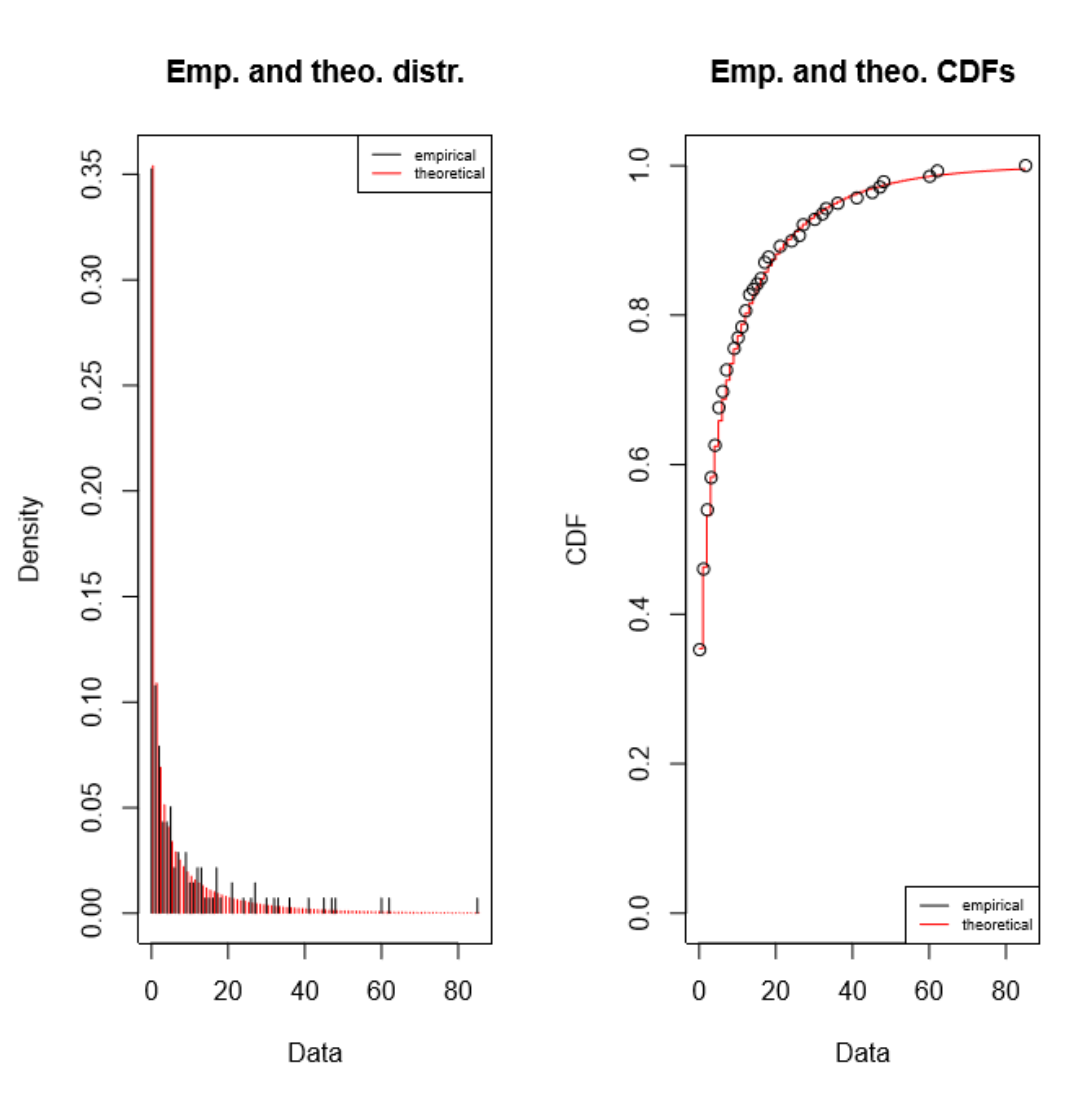 Emp. and theo. distr.
empirical
theoretical
Density
0.35
0.30
0.25
0.20
0.15
0.10
0.05
0.00
0 20 40 60 80
Data
Emp. and theo. CDFs
CDF
1.0
0.8
0.6
0.4
0.2
0.0
empirical
theoretical
0 20 40 60 80
Data